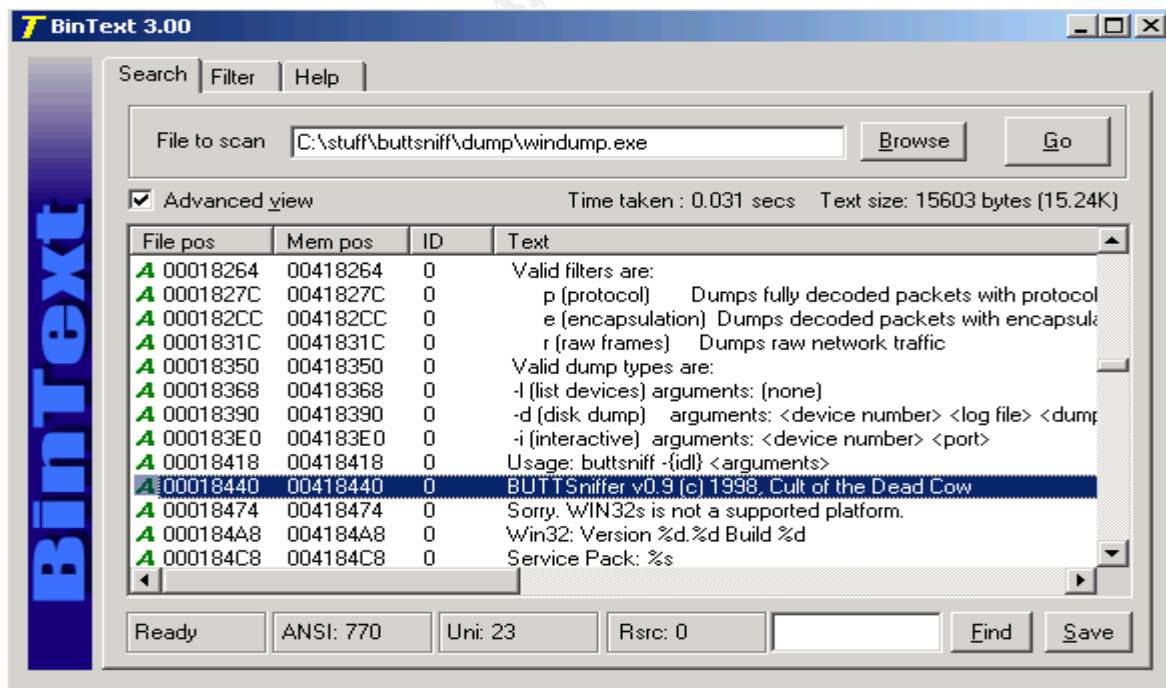 BinText 3.00
Search Filter Help
File to scan C:\stuff\buttsniff\dump\windump.exe Browse Go
Advanced view Time taken : 0.031 secs Text size: 15603 bytes (15.24K)
File pos Mem pos ID Text
A 00018264 00418264 0 Valid filters are:
A 0001827C 0041827C 0 p (protocol) Dumps fully decoded packets with protocol
A 000182CC 004182CC 0 e (encapsulation) Dumps decoded packets with encapsula
A 0001831C 0041831C 0 r (raw frames) Dumps raw network traffic
A 00018350 00418350 0 Valid dump types are:
A 00018368 00418368 0 -l (list devices) arguments: (none)
A 00018390 00418390 0 -d (disk dump) arguments: <device number> <log file> <dump
A 000183E0 004183E0 0 -i (interactive) arguments: <device number> <port>
A 00018418 00418418 0 Usage: buttsniff -{idl} <arguments>
A 00018440 00418440 0 BUTTSniffer v0.9 (c) 1998, Cult of the Dead Cow
A 00018474 00418474 0 Sorry. WIN32s is not a supported platform.
A 000184A8 004184A8 0 Win32: Version %d.%d Build %d
A 000184C8 004184C8 0 Service Pack: %s
Ready ANSI: 770 Uni: 23 Rsrc: 0 Find Save
BinText